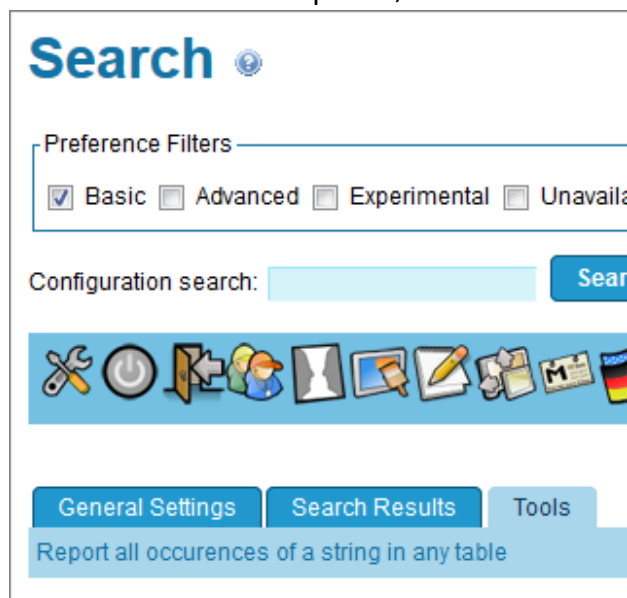 Search
Preference Filters
Basic Advanced Experimental
Configuration search:
M
General Settings Search Results Tools
Report all occurences of a string in any table